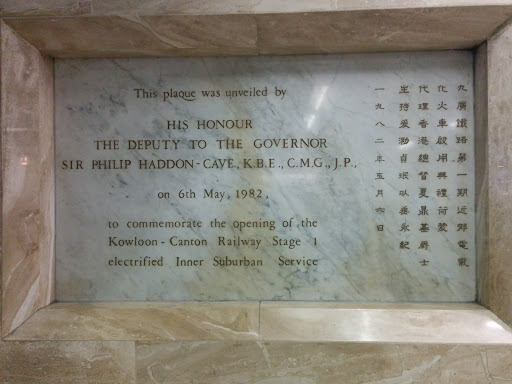 This plaque was unveiled by
HIS HONOUR
THE DEPUTY TO THE GOVERNOR
SIR PHILIP HADDON-CAVE, K.B.E., C.M.G., J.P.,
on 6th May, 1982,
to commemorate the opening of the
Kowloon-Canton Railway Stage 1
electrified Inner Suburban Service
九廣鐵路第一期近郊電氣
化火車啟用典禮荷蒙
代理香港總督夏鼎基爵士
主持爰泐貞珉以垂永紀
一九八二年五月六日